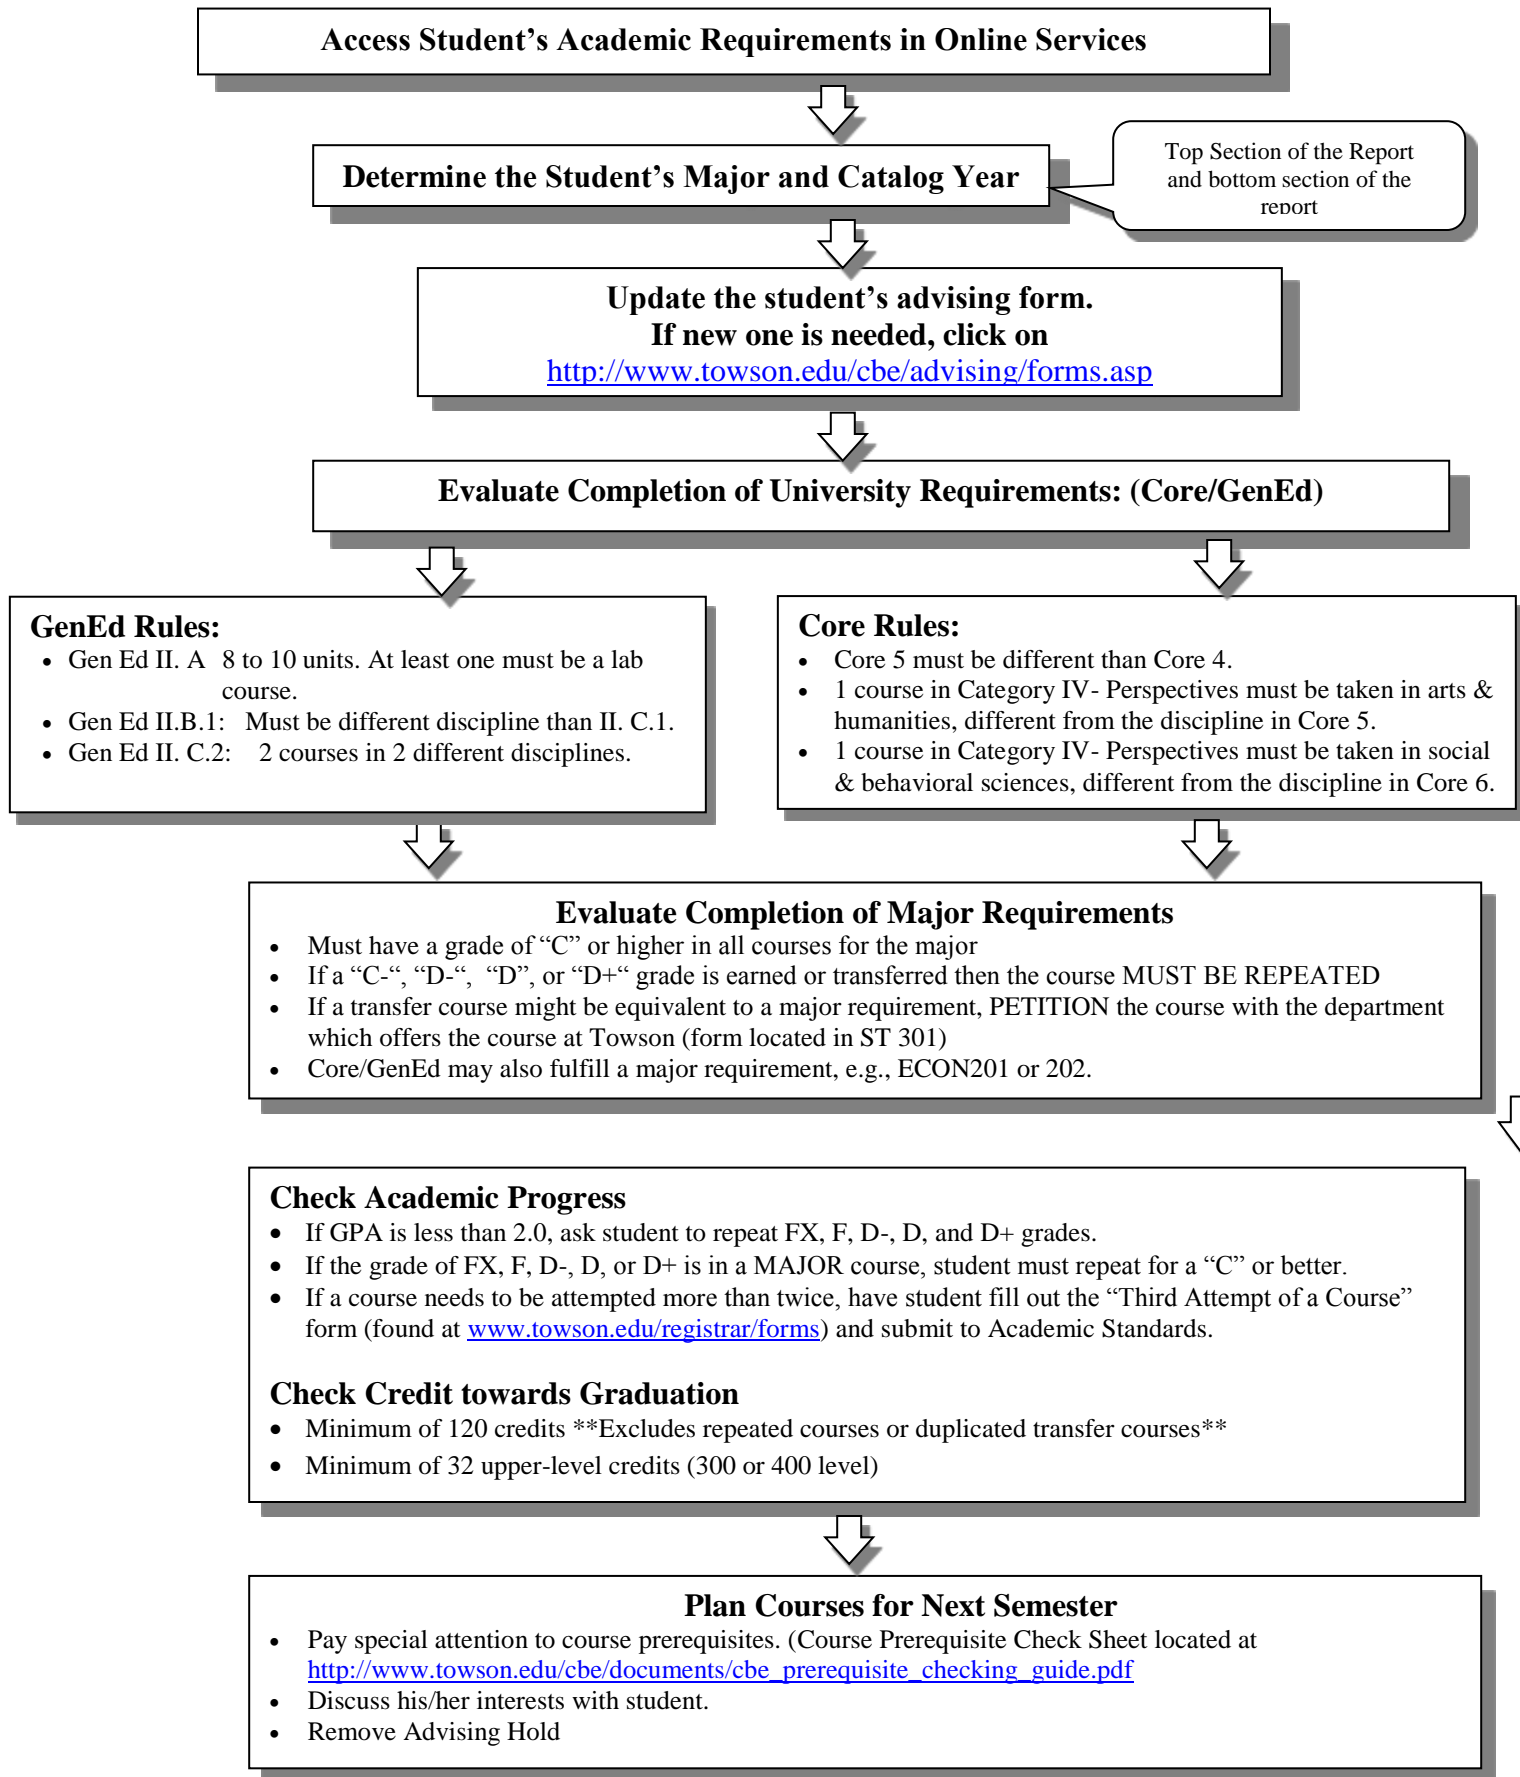 Access Student’s Academic Requirements in Online Services
Determine the Student’s Major and Catalog Year
Top Section of the Report
and bottom section of the
report
Update the student’s advising form.
If new one is needed, click on
http://www.towson.edu/cbe/advising/forms.asp
Evaluate Completion of University Requirements: (Core/GenEd)
GenEd Rules:
• Gen Ed II. A 8 to 10 units. At least one must be a lab
course.
• Gen Ed II.B.1: Must be different discipline than II. C.1.
• Gen Ed II. C.2: 2 courses in 2 different disciplines.
Core Rules:
• Core 5 must be different than Core 4.
• 1 course in Category IV- Perspectives must be taken in arts &
humanities, different from the discipline in Core 5.
• 1 course in Category IV- Perspectives must be taken in social
& behavioral sciences, different from the discipline in Core 6.
Evaluate Completion of Major Requirements
• Must have a grade of “C” or higher in all courses for the major
• If a “C-“, “D-“, “D”, or “D+“ grade is earned or transferred then the course MUST BE REPEATED
• If a transfer course might be equivalent to a major requirement, PETITION the course with the department
which offers the course at Towson (form located in ST 301)
• Core/GenEd may also fulfill a major requirement, e.g., ECON201 or 202.
Check Academic Progress
• If GPA is less than 2.0, ask student to repeat FX, F, D-, D, and D+ grades.
• If the grade of FX, F, D-, D, or D+ is in a MAJOR course, student must repeat for a “C” or better.
• If a course needs to be attempted more than twice, have student fill out the “Third Attempt of a Course”
form (found at www.towson.edu/registrar/forms) and submit to Academic Standards.
Check Credit towards Graduation
• Minimum of 120 credits **Excludes repeated courses or duplicated transfer courses**
• Minimum of 32 upper-level credits (300 or 400 level)
Plan Courses for Next Semester
• Pay special attention to course prerequisites. (Course Prerequisite Check Sheet located at
http://www.towson.edu/cbe/documents/cbe_prerequisite_checking_guide.pdf
• Discuss his/her interests with student.
• Remove Advising Hold